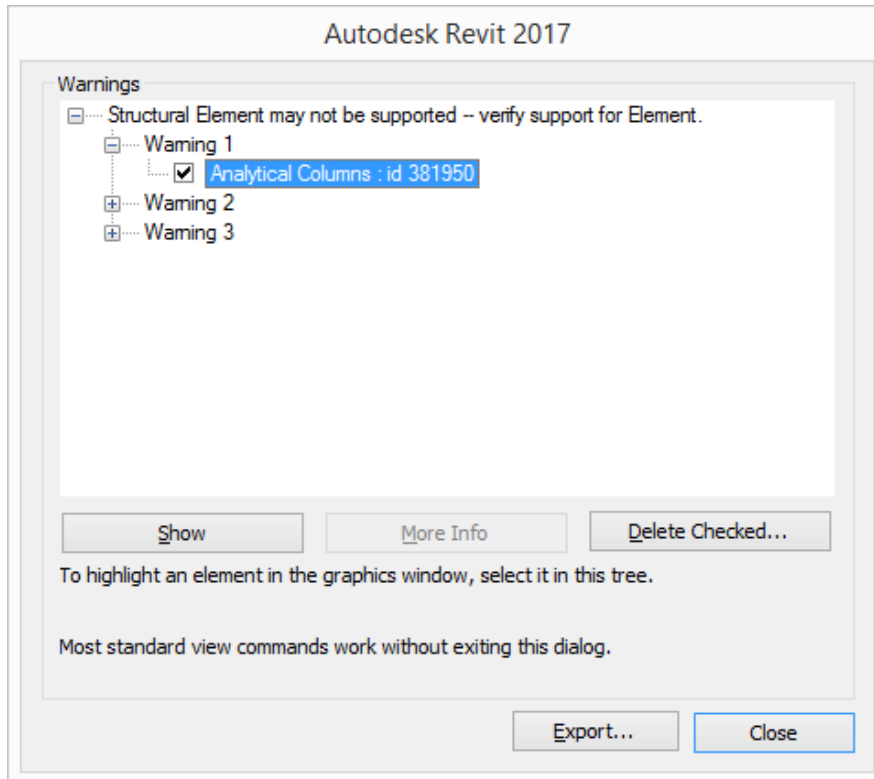 Autodesk Revit 2017
Warnings
Structural Element may not be supported -- verify support for Element.
Warning 1
Analytical Columns : id 381950
Warning 2
Warning 3
Show More Info Delete Checked...
To highlight an element in the graphics window, select it in this tree.
Most standard view commands work without exiting this dialog.
Export... Close